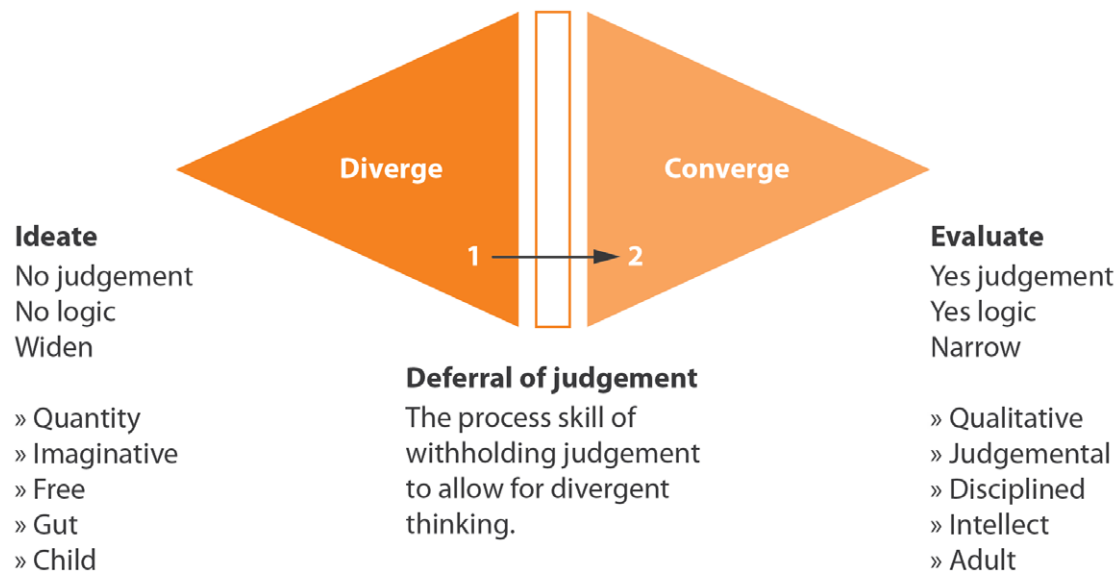 Diverge
Converge
1
2
Ideate
No judgement
No logic
Widen
» Quantity
» Imaginative
» Free
» Gut
» Child
Deferral of judgement
The process skill of
withholding judgement
to allow for divergent
thinking.
Evaluate
Yes judgement
Yes logic
Narrow
» Qualitative
» Judgemental
» Disciplined
» Intellect
» Adult